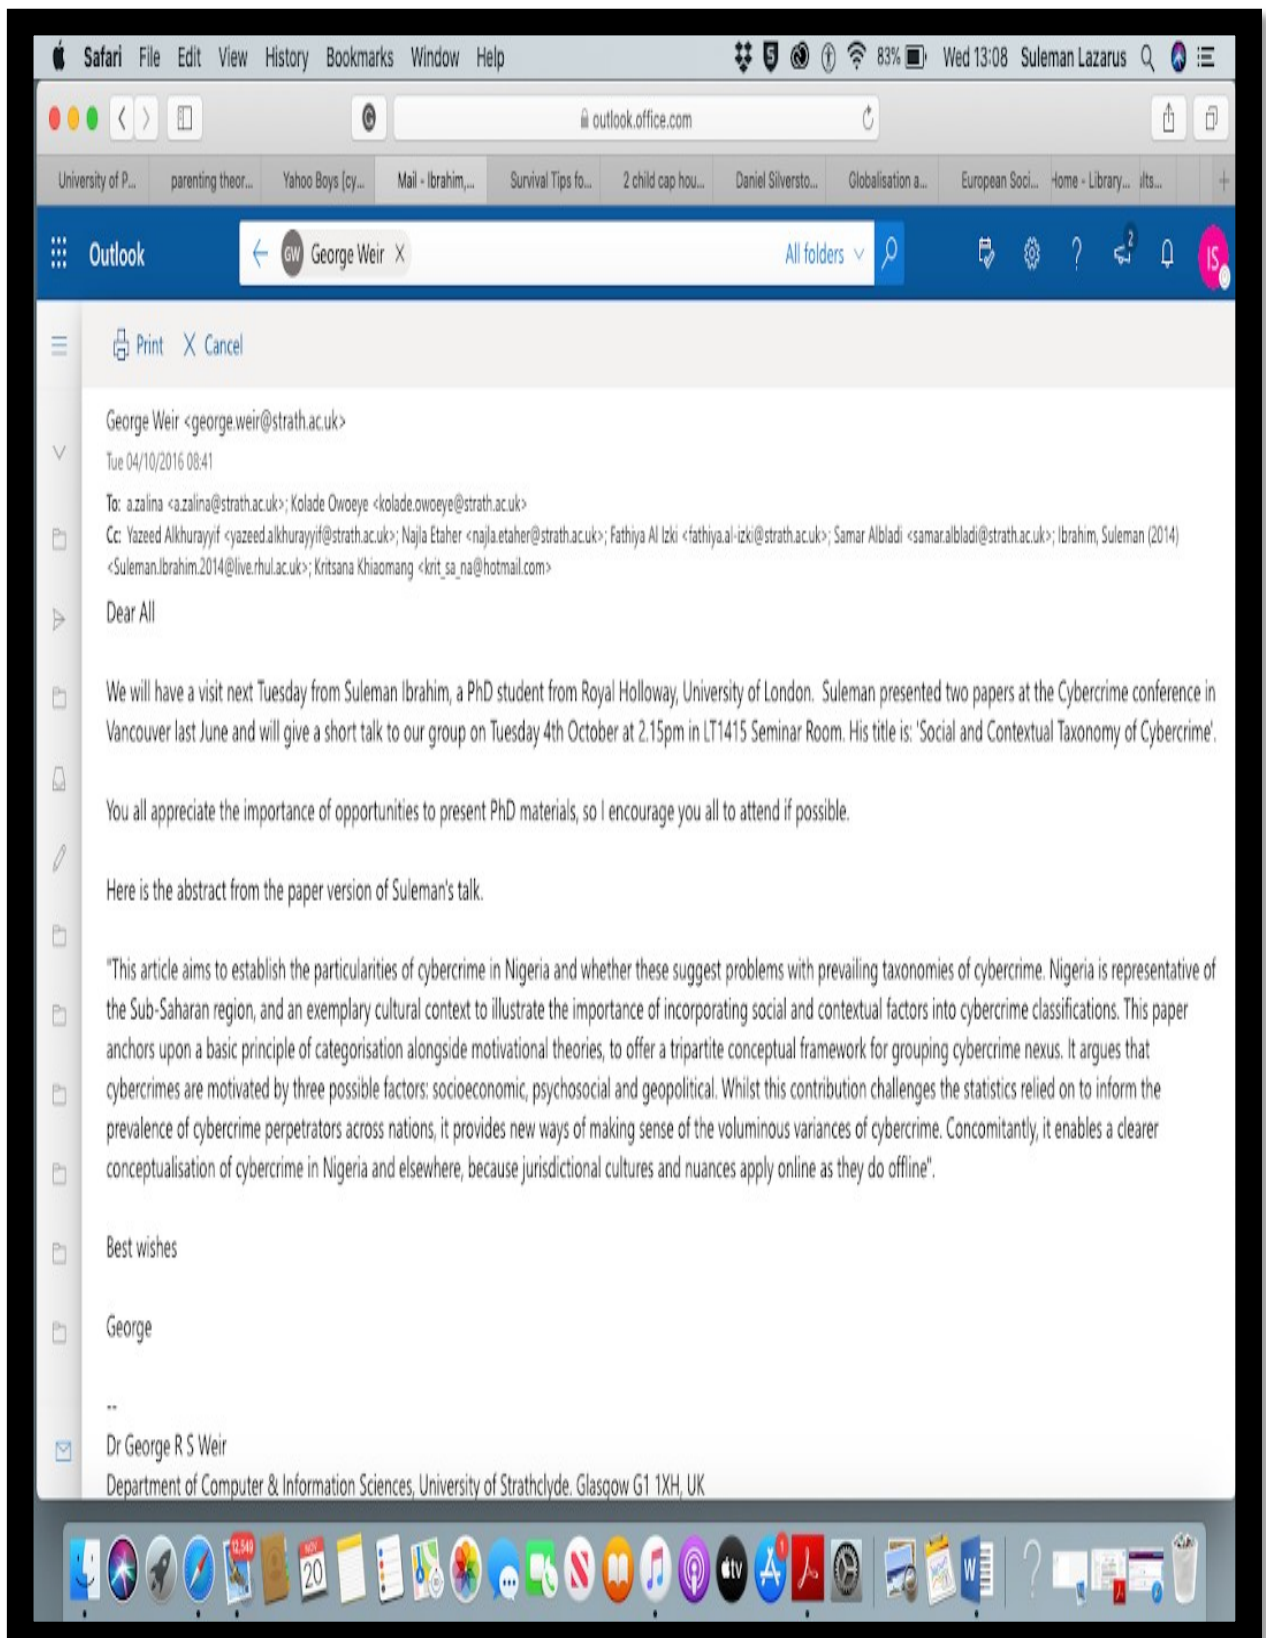 Safari File Edit View History Bookmarks Window Help 83% Wed 13:08 Suleman Lazarus
outlook.office.com
University of P... parenting theor... Yahoo Boys [cy... Mail - Ibrahim,... Survival Tips fo... 2 child cap hou... Daniel Silversto... Globalisation a... European Soci... Home - Library... ults...
Outlook GW George Weir All folders 2 IS
Print Cancel
George Weir <george.weir@strath.ac.uk>
Tue 04/10/2016 08:41
To: a.zalina <a.zalina@strath.ac.uk>; Kolade Owoeye <kolade.owoeye@strath.ac.uk>
Cc: Yazeed Alkhurayyif <yazeed.alkhurayyif@strath.ac.uk>; Najla Etaher <najla.etaher@strath.ac.uk>; Fathiya Al Izki <fathiya.al-izki@strath.ac.uk>; Samar Albladi <samar.albladi@strath.ac.uk>; Ibrahim, Suleman (2014)
<Suleman.Ibrahim.2014@live.rhul.ac.uk>; Kritsana Khiaomang <krit_sa_na@hotmail.com>
Dear All
We will have a visit next Tuesday from Suleman Ibrahim, a PhD student from Royal Holloway, University of London. Suleman presented two papers at the Cybercrime conference in
Vancouver last June and will give a short talk to our group on Tuesday 4th October at 2.15pm in LT1415 Seminar Room. His title is: 'Social and Contextual Taxonomy of Cybercrime'.
You all appreciate the importance of opportunities to present PhD materials, so I encourage you all to attend if possible.
Here is the abstract from the paper version of Suleman's talk.
"This article aims to establish the particularities of cybercrime in Nigeria and whether these suggest problems with prevailing taxonomies of cybercrime. Nigeria is representative of
the Sub-Saharan region, and an exemplary cultural context to illustrate the importance of incorporating social and contextual factors into cybercrime classifications. This paper
anchors upon a basic principle of categorisation alongside motivational theories, to offer a tripartite conceptual framework for grouping cybercrime nexus. It argues that
cybercrimes are motivated by three possible factors: socioeconomic, psychosocial and geopolitical. Whilst this contribution challenges the statistics relied on to inform the
prevalence of cybercrime perpetrators across nations, it provides new ways of making sense of the voluminous variances of cybercrime. Concomitantly, it enables a clearer
conceptualisation of cybercrime in Nigeria and elsewhere, because jurisdictional cultures and nuances apply online as they do offline".
Best wishes
George
--
Dr George R S Weir
Department of Computer & Information Sciences, University of Strathclyde. Glasgow G1 1XH, UK
12,549 NOV 20 tv 1 W